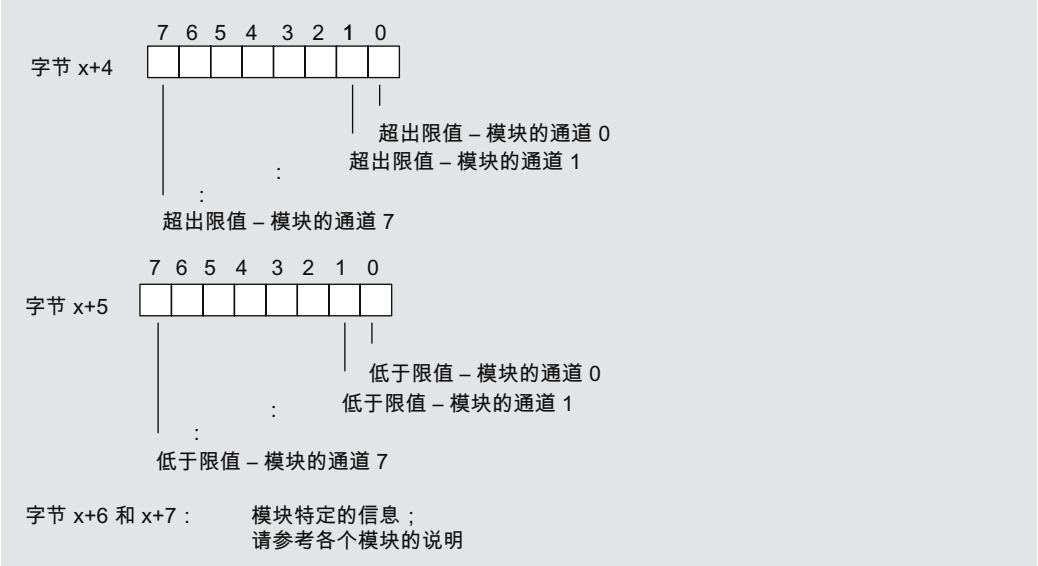 7 6 5 4 3 2 1 0
字节 x+4
超出限值 – 模块的通道 0
超出限值 – 模块的通道 1
:
:
超出限值 – 模块的通道 7
7 6 5 4 3 2 1 0
字节 x+5
低于限值 – 模块的通道 0
低于限值 – 模块的通道 1
:
:
低于限值 – 模块的通道 7
字节 x+6 和 x+7 : 模块特定的信息 ;
请参考各个模块的说明